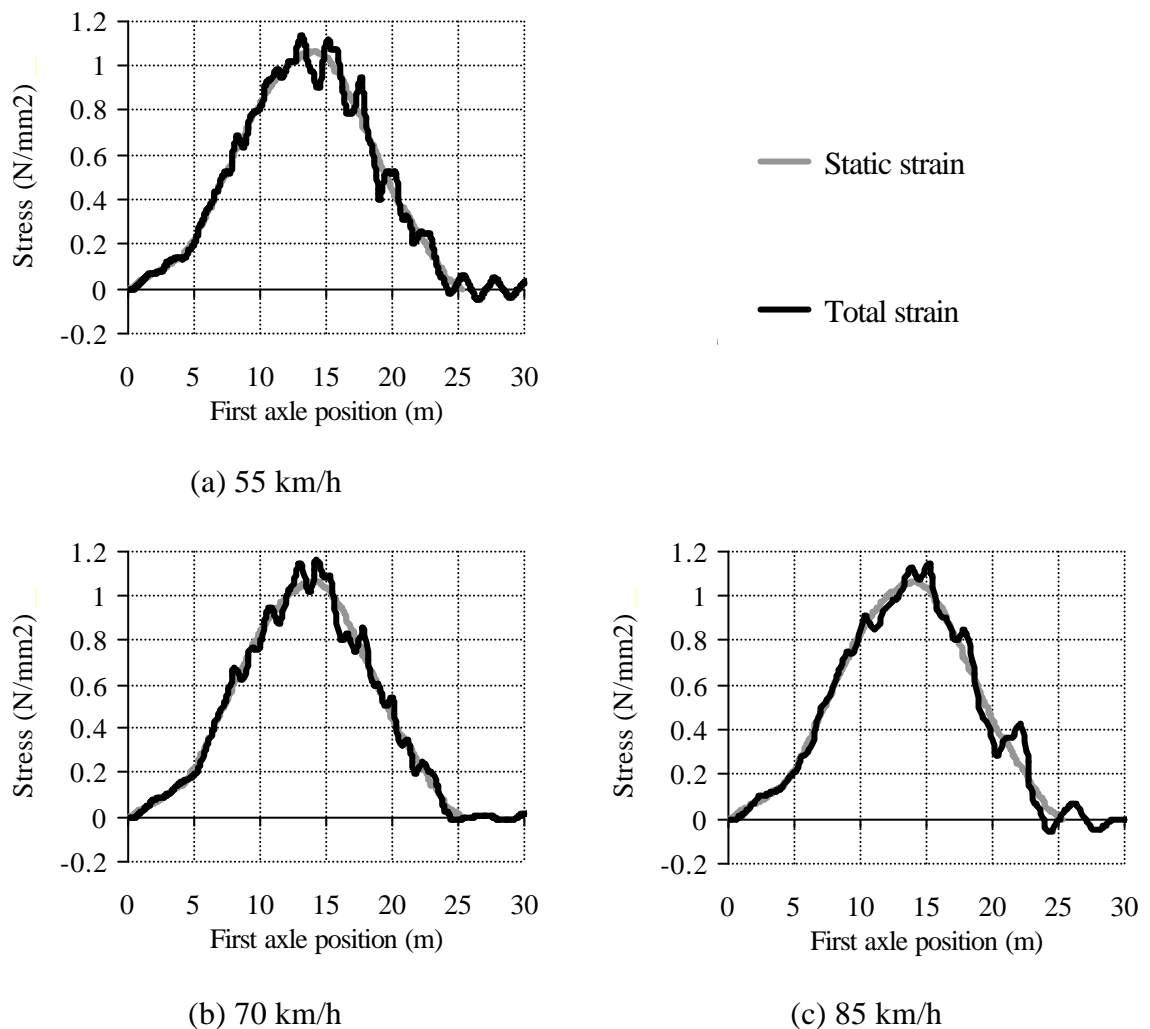 1.2
1
0.8
0.6
0.4
0.2
0
-0.2
Stress (N/mm2)
0 5 10 15 20 25 30
First axle position (m)
(a) 55 km/h
Static strain
Total strain
1.2
1
0.8
0.6
0.4
0.2
0
-0.2
Stress (N/mm2)
0 5 10 15 20 25 30
First axle position (m)
(b) 70 km/h
1.2
1
0.8
0.6
0.4
0.2
0
-0.2
Stress (N/mm2)
0 5 10 15 20 25 30
First axle position (m)
(c) 85 km/h